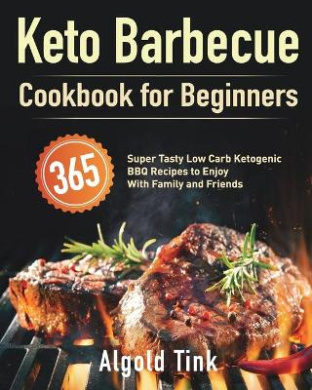 Keto Barbecue
Cookbook for Beginners
365
Super Tasty Low Carb Ketogenic
BBQ Recipes to Enjoy
With Family and Friends
Algold Tink